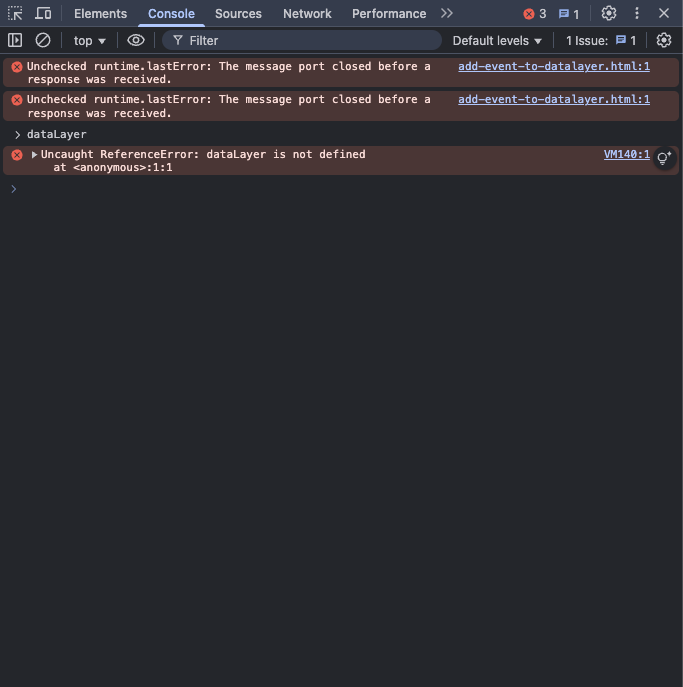 Elements Console Sources Network Performance 3 1
top Filter Default levels 1 Issue: 1
Unchecked runtime.lastError: The message port closed before a add-event-to-datalayer.html:1
response was received.
Unchecked runtime.lastError: The message port closed before a add-event-to-datalayer.html:1
response was received.
dataLayer
Uncaught ReferenceError: dataLayer is not defined VM140:1
at <anonymous>:1:1